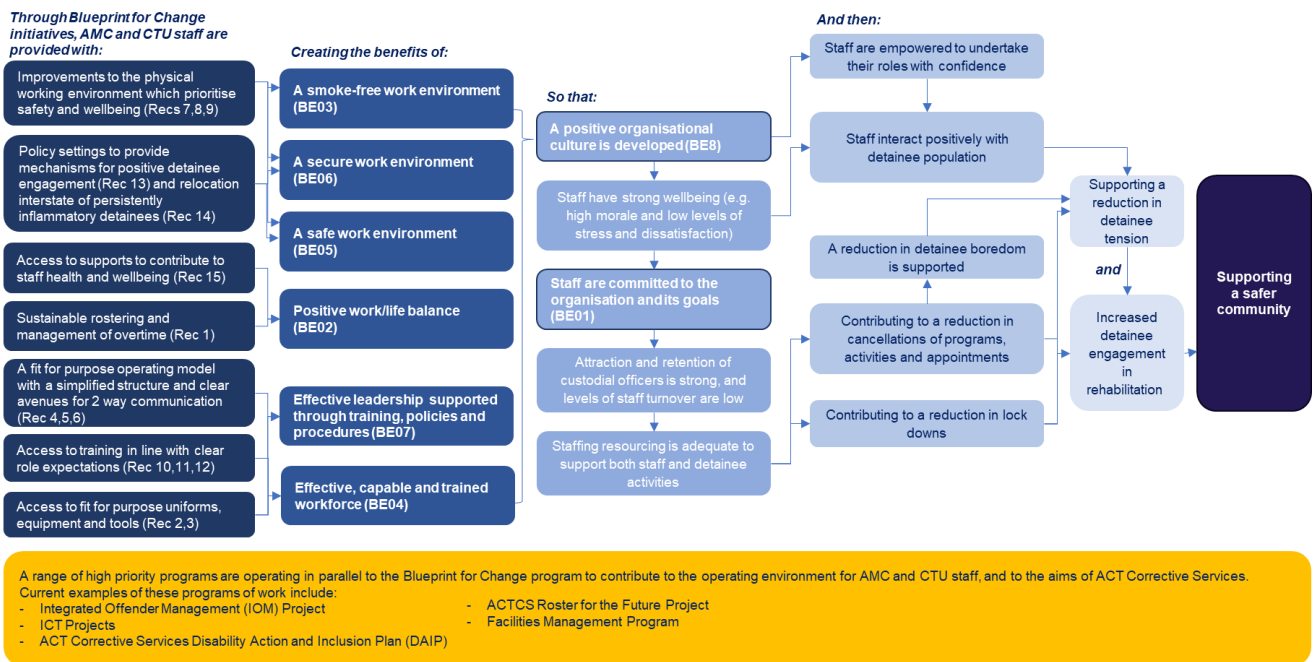 Through Blueprint for Change
initiatives, AMC and CTU staff are
provided with:
Improvements to the physical
working environment which prioritise
safety and wellbeing (Recs 7,8,9)
Policy settings to provide
mechanisms for positive detainee
engagement (Rec 13) and relocation
interstate of persistently
inflammatory detainees (Rec 14)
Access to supports to contribute to
staff health and wellbeing (Rec 15)
Sustainable rostering and
management of overtime (Rec 1)
A fit for purpose operating model
with a simplified structure and clear
avenues for 2 way communication
(Rec 4,5,6)
Access to training in line with clear
role expectations (Rec 10,11,12)
Access to fit for purpose uniforms,
equipment and tools (Rec 2,3)
Creating the benefits of:
A smoke-free work environment
(BE03)
A secure work environment
(BE06)
A safe work environment
(BE05)
Positive work/life balance
(BE02)
Effective leadership supported
through training, policies and
procedures (BE07)
Effective, capable and trained
workforce (BE04)
So that:
A positive organisational
culture is developed (BE8)
Staff have strong wellbeing (e.g.
high morale and low levels of
stress and dissatisfaction)
Staff are committed to the
organisation and its goals
(BE01)
Attraction and retention of
custodial officers is strong, and
levels of staff turnover are low
Staffing resourcing is adequate to
support both staff and detainee
activities
And then:
Staff are empowered to undertake
their roles with confidence
Staff interact positively with
detainee population
A reduction in detainee boredom
is supported
Contributing to a reduction in
cancellations of programs,
activities and appointments
Contributing to a reduction in lock
downs
Supporting a
reduction in
detainee
tension
and
Increased
detainee
engagement
in
rehabilitation
Supporting
a safer
community
A range of high priority programs are operating in parallel to the Blueprint for Change program to contribute to the operating environment for AMC and CTU staff, and to the aims of ACT Corrective Services.
Current examples of these programs of work include:
- Integrated Offender Management (IOM) Project
- ICT Projects
- ACT Corrective Services Disability Action and Inclusion Plan (DAIP)
- ACTCS Roster for the Future Project
- Facilities Management Program